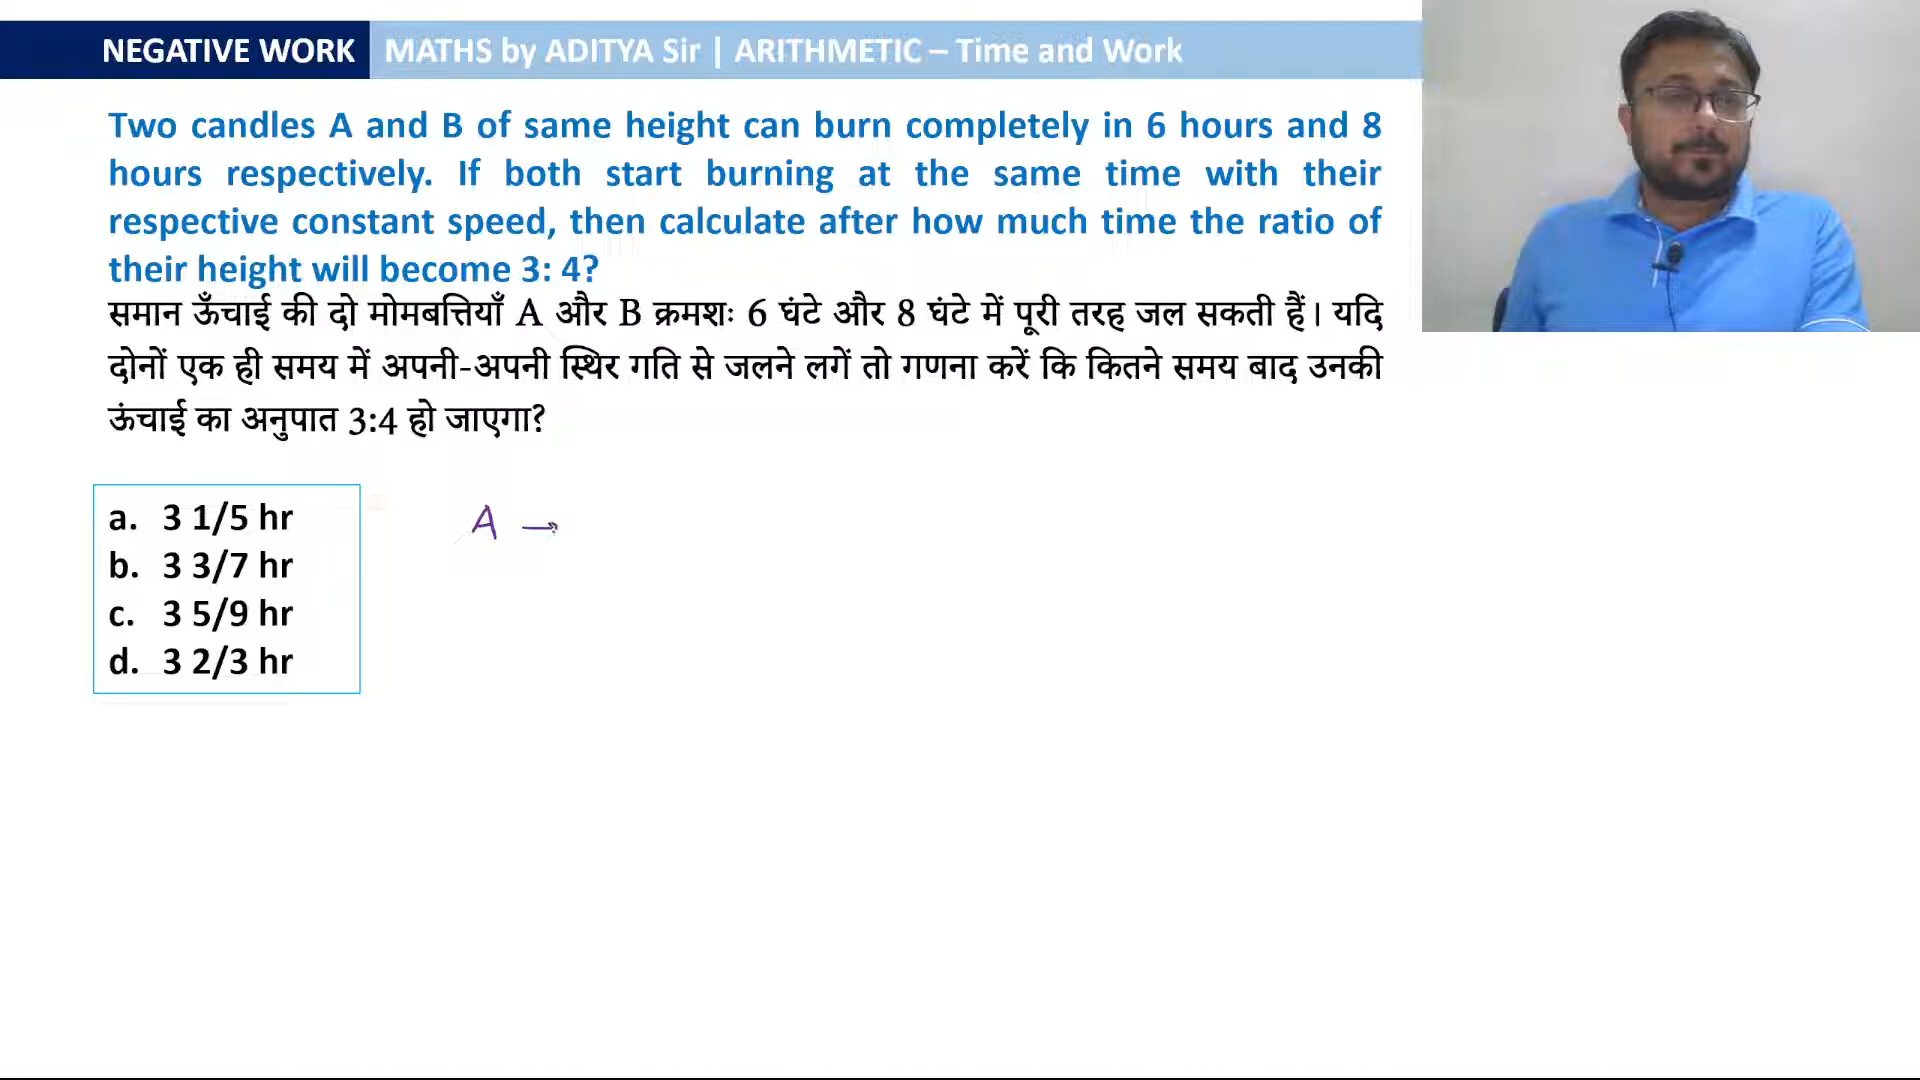 NEGATIVE WORK MATHS by ADITYA Sir | ARITHMETIC – Time and Work
Two candles A and B of same height can burn completely in 6 hours and 8
hours respectively. If both start burning at the same time with their
respective constant speed, then calculate after how much time the ratio of
their height will become 3: 4?
समान ऊँचाई की दो मोमबत्तियाँ A और B क्रमशः 6 घंटे और 8 घंटे में पूरी तरह जल सकती हैं। यदि
दोनों एक ही समय में अपनी-अपनी स्थिर गति से जलने लगें तो गणना करें कि कितने समय बाद उनकी
ऊंचाई का अनुपात 3:4 हो जाएगा?
a. 3 1/5 hr
b. 3 3/7 hr
c. 3 5/9 hr
d. 3 2/3 hr
A →